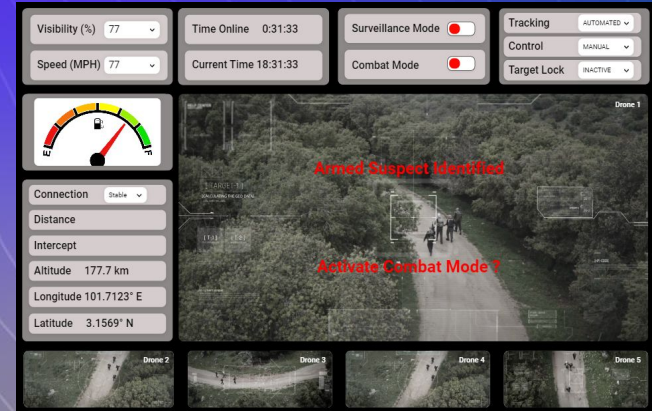 Visibility (%) 77
Speed (MPH) 77
Time Online 0:31:33
Current Time 18:31:33
Surveillance Mode
Combat Mode
Tracking AUTOMATED
Control MANUAL
Target Lock INACTIVE
E F
Connection Stable
Distance
Intercept
Altitude 177.7 km
Longitude 101.7123° E
Latitude 3.1569° N
Drone 1
Armed Suspect Identified
Activate Combat Mode ?
Drone 2
Drone 3
Drone 4
Drone 5